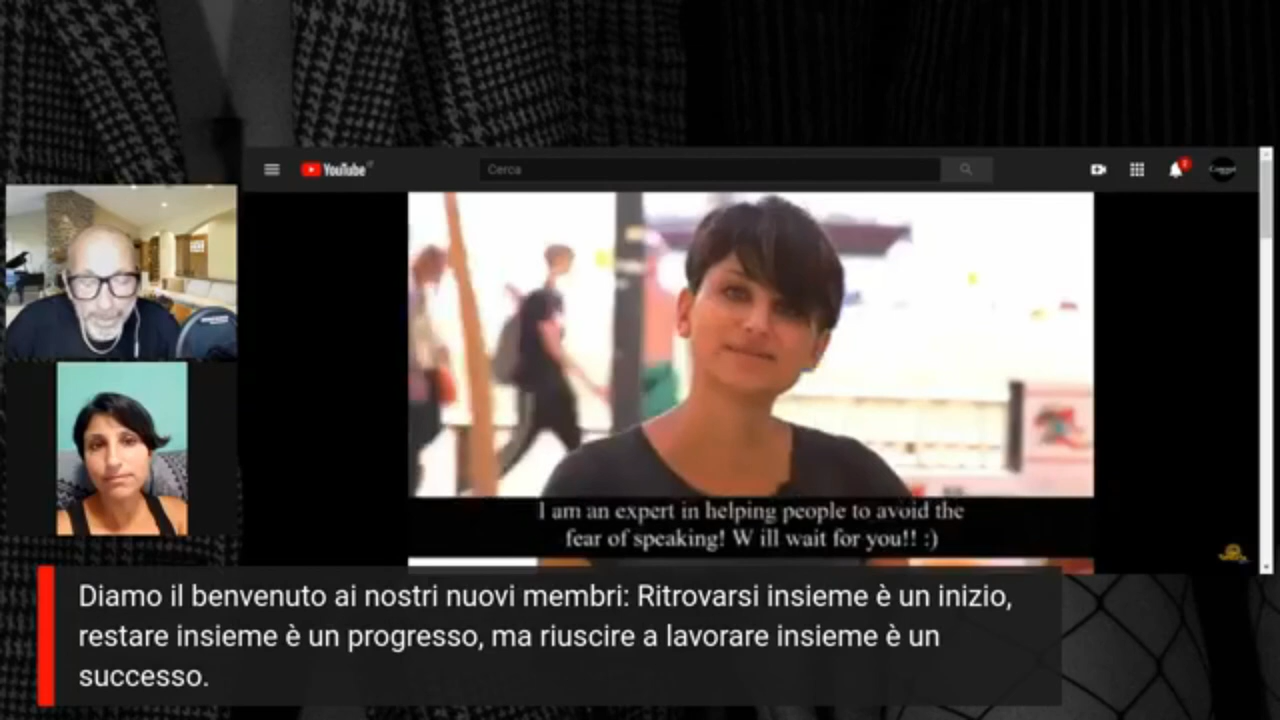 YouTube
Cerca
2
I am an expert in helping people to avoid the
fear of speaking! W ill wait for you!! :)
Diamo il benvenuto ai nostri nuovi membri: Ritrovarsi insieme è un inizio,
restare insieme è un progresso, ma riuscire a lavorare insieme è un
successo.